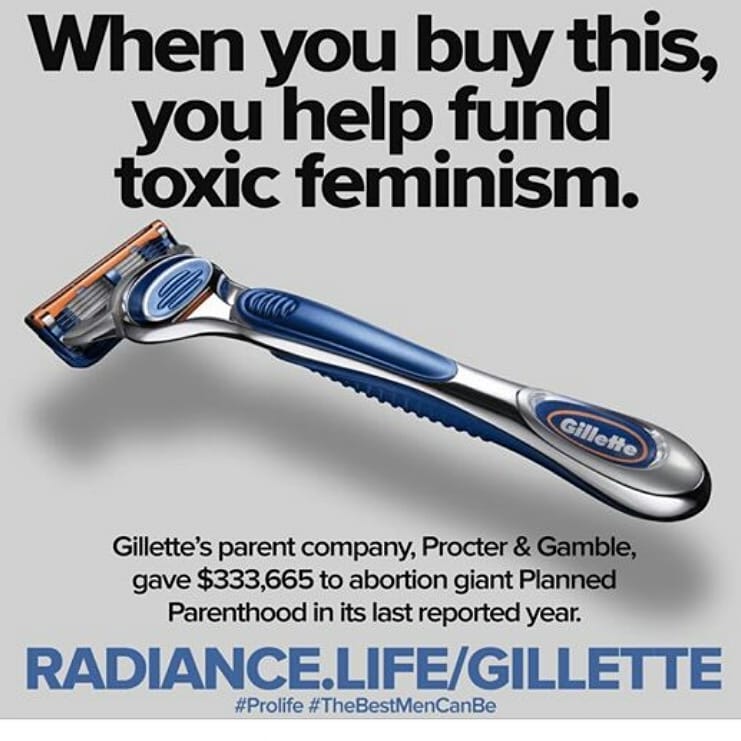 When you buy this,
you help fund
toxic feminism.
Gillette
Gillette's parent company, Procter & Gamble,
gave $333,665 to abortion giant Planned
Parenthood in its last reported year.
RADIANCE.LIFE/GILLETTE
#Prolife #TheBestMenCanBe